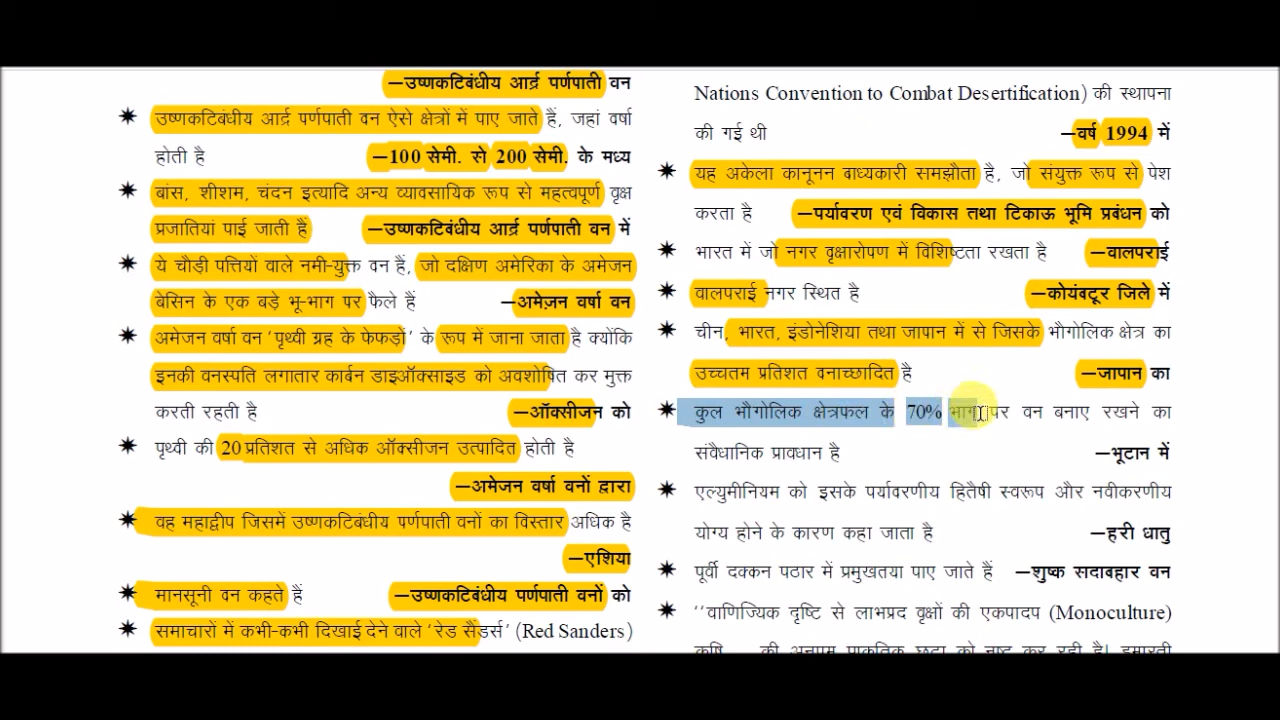 –उष्णकटिबंधीय आर्द्र पर्णपाती वन
✷ उष्णकटिबंधीय आर्द्र पर्णपाती वन ऐसे क्षेत्रों में पाए जाते हैं, जहां वर्षा
होती है –100 सेमी. से 200 सेमी. के मध्य
✷ बांस, शीशम, चंदन इत्यादि अन्य व्यावसायिक रूप से महत्वपूर्ण वृक्ष
प्रजातियां पाई जाती हैं –उष्णकटिबंधीय आर्द्र पर्णपाती वन में
✷ ये चौड़ी पत्तियों वाले नमी-युक्त वन हैं, जो दक्षिण अमेरिका के अमेजन
बेसिन के एक बड़े भू-भाग पर फैले हैं –अमेज़न वर्षा वन
✷ अमेजन वर्षा वन 'पृथ्वी ग्रह के फेफड़ों' के रूप में जाना जाता है क्योंकि
इनकी वनस्पति लगातार कार्बन डाइऑक्साइड को अवशोषित कर मुक्त
करती रहती है –ऑक्सीजन को
✷ पृथ्वी की 20 प्रतिशत से अधिक ऑक्सीजन उत्पादित होती है
–अमेजन वर्षा वनों द्वारा
✷ वह महाद्वीप जिसमें उष्णकटिबंधीय पर्णपाती वनों का विस्तार अधिक है
–एशिया
✷ मानसूनी वन कहते हैं –उष्णकटिबंधीय पर्णपाती वनों को
✷ समाचारों में कभी-कभी दिखाई देने वाले 'रेड सैंडर्स' (Red Sanders)
Nations Convention to Combat Desertification) की स्थापना
की गई थी –वर्ष 1994 में
✷ यह अकेला कानूनन बाध्यकारी समझौता है, जो संयुक्त रूप से पेश
करता है –पर्यावरण एवं विकास तथा टिकाऊ भूमि प्रबंधन को
✷ भारत में जो नगर वृक्षारोपण में विशिष्टता रखता है –वालपराई
✷ वालपराई नगर स्थित है –कोयंबटूर जिले में
✷ चीन, भारत, इंडोनेशिया तथा जापान में से जिसके भौगोलिक क्षेत्र का
उच्चतम प्रतिशत वनाच्छादित है –जापान का
✷ कुल भौगोलिक क्षेत्रफल के 70% भाग पर वन बनाए रखने का
संवैधानिक प्रावधान है –भूटान में
✷ एल्युमीनियम को इसके पर्यावरणीय हितैषी स्वरूप और नवीकरणीय
योग्य होने के कारण कहा जाता है –हरी धातु
✷ पूर्वी दक्कन पठार में प्रमुखतया पाए जाते हैं –शुष्क सदाबहार वन
✷ ''वाणिज्यिक दृष्टि से लाभप्रद वृक्षों की एकपादप (Monoculture)
कृषि ... की अनुपम प्राकृतिक छटा को नष्ट कर रही है। इमारती